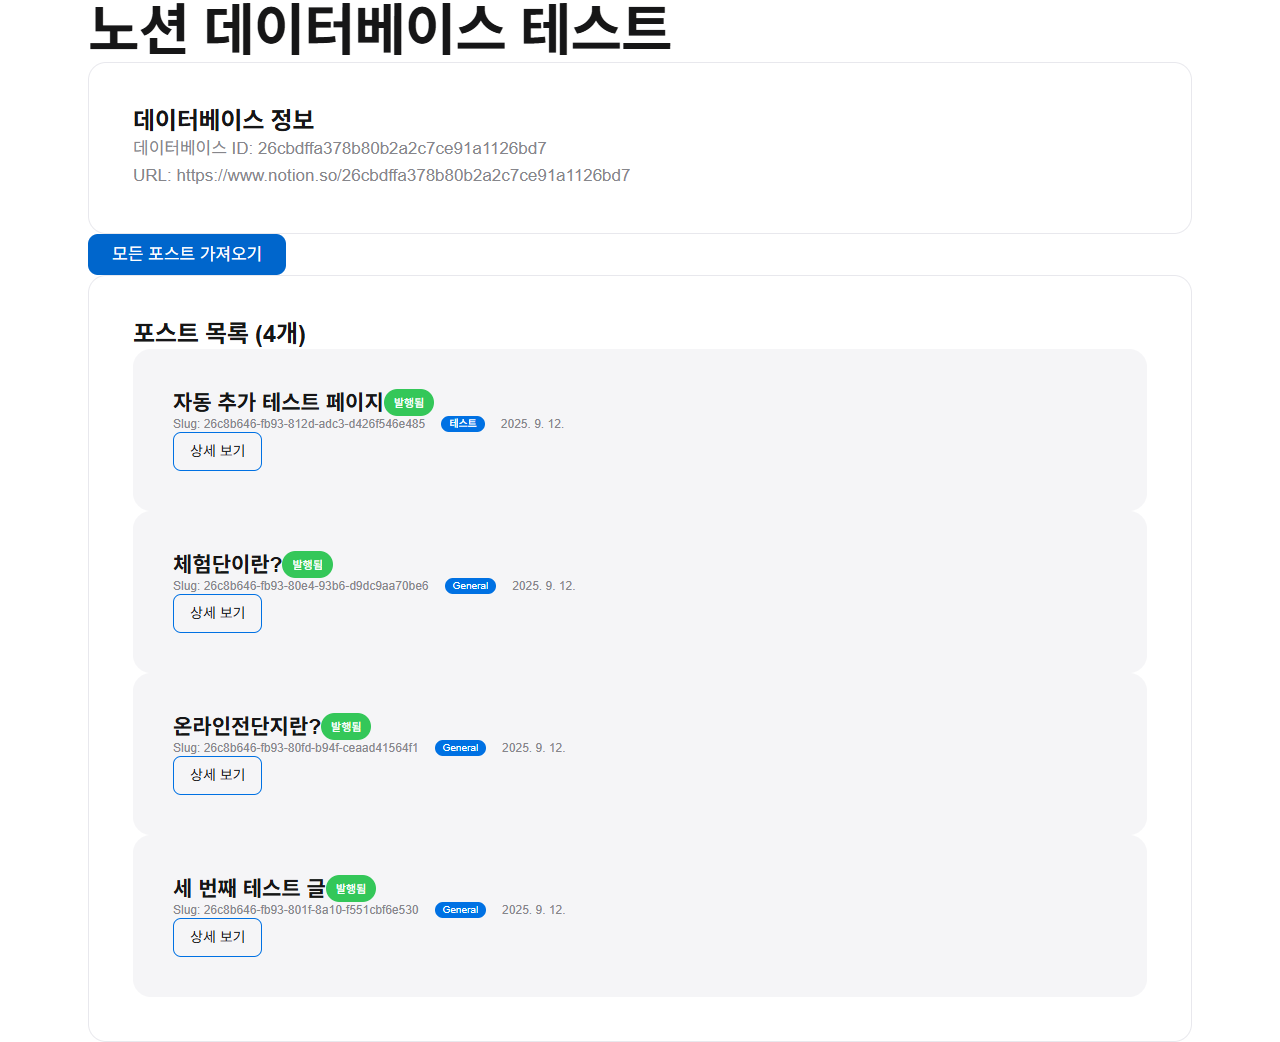 노션 데이터베이스 테스트
데이터베이스 정보
데이터베이스 ID: 26cbdffa378b80b2a2c7ce91a1126bd7
URL: https://www.notion.so/26cbdffa378b80b2a2c7ce91a1126bd7
모든 포스트 가져오기
포스트 목록 (4개)
자동 추가 테스트 페이지 발행됨
Slug: 26c8b646-fb93-812d-adc3-d426f546e485 테스트 2025. 9. 12.
상세 보기
체험단이란? 발행됨
Slug: 26c8b646-fb93-80e4-93b6-d9dc9aa70be6 General 2025. 9. 12.
상세 보기
온라인전단지란? 발행됨
Slug: 26c8b646-fb93-80fd-b94f-ceaad41564f1 General 2025. 9. 12.
상세 보기
세 번째 테스트 글 발행됨
Slug: 26c8b646-fb93-801f-8a10-f551cbf6e530 General 2025. 9. 12.
상세 보기